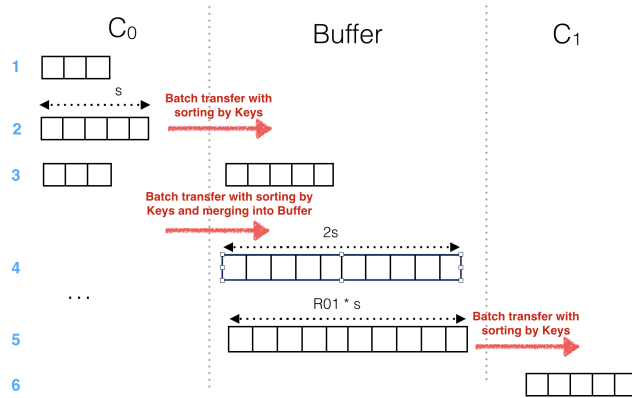 C0 Buffer C1
1
s
Batch transfer with
sorting by Keys
2
3
Batch transfer with sorting by
Keys and merging into Buffer
2s
4
...
R01 * s
Batch transfer with
sorting by Keys
5
6